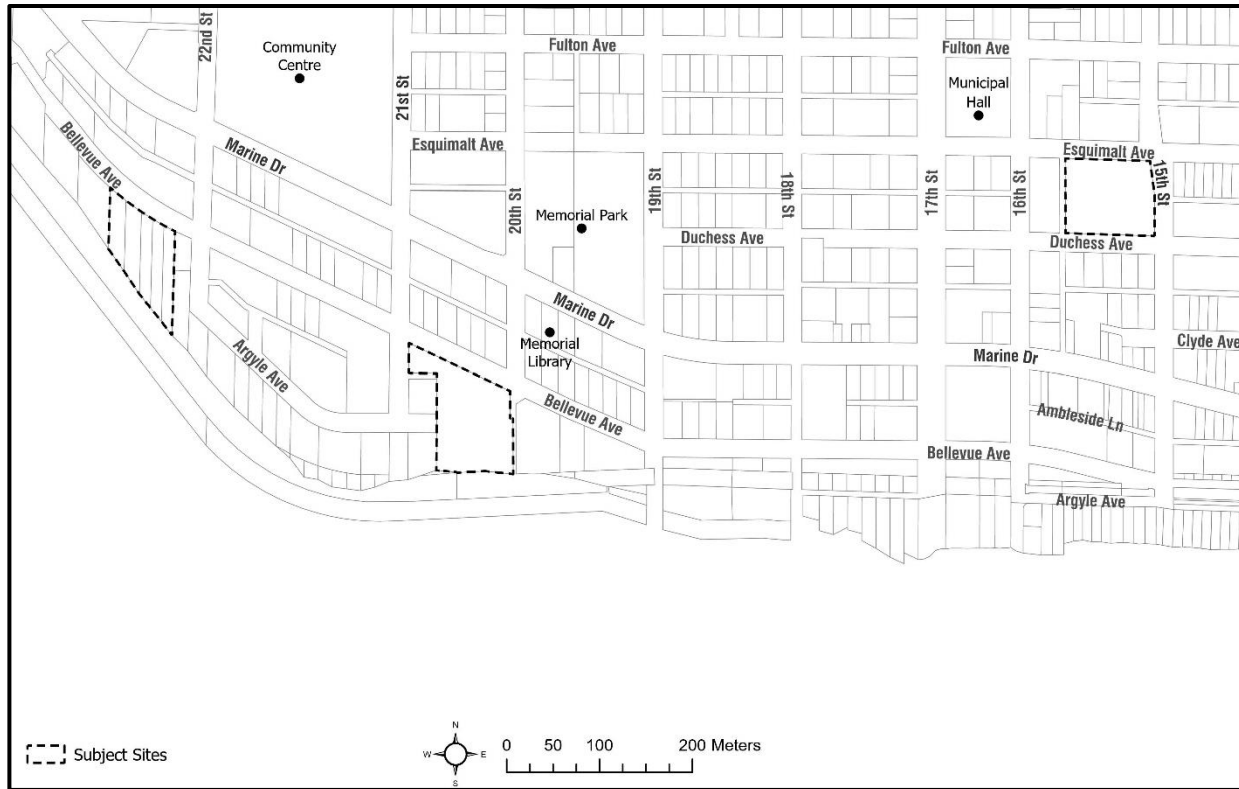 22nd St
Community
Centre
21st St
Fulton Ave
Fulton Ave
Municipal
Hall
Bellevue Ave
Marine Dr
Esquimalt Ave
Esquimalt Ave
20th St
Memorial Park
19th St
18th St
17th St
16th St
15th St
Duchess Ave
Duchess Ave
Marine Dr
Memorial
Library
Argyle Ave
Bellevue Ave
Marine Dr
Clyde Ave
Ambleside Ln
Bellevue Ave
Argyle Ave
Subject Sites
N
W
E
S
0 50 100 200 Meters